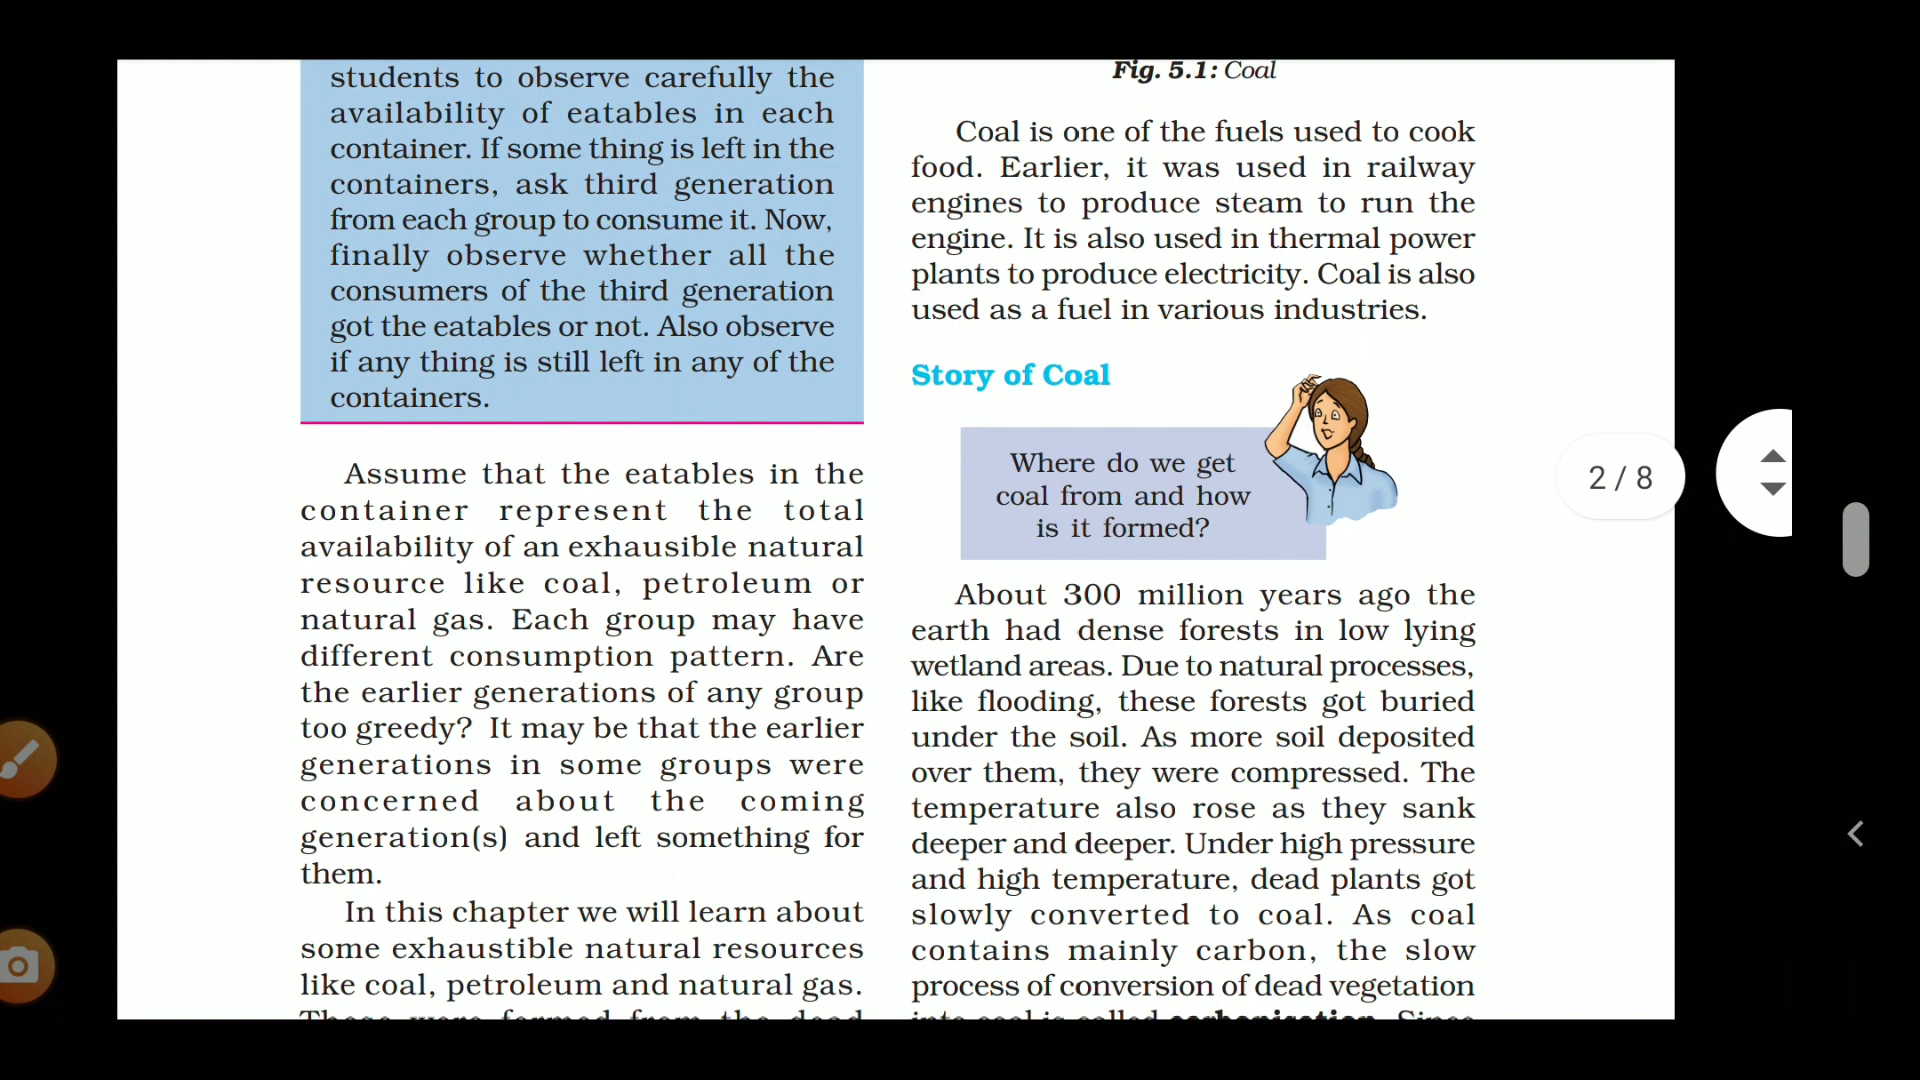 students to observe carefully the
availability of eatables in each
container. If some thing is left in the
containers, ask third generation
from each group to consume it. Now,
finally observe whether all the
consumers of the third generation
got the eatables or not. Also observe
if any thing is still left in any of the
containers.
Assume that the eatables in the
container represent the total
availability of an exhausible natural
resource like coal, petroleum or
natural gas. Each group may have
different consumption pattern. Are
the earlier generations of any group
too greedy? It may be that the earlier
generations in some groups were
concerned about the coming
generation(s) and left something for
them.
In this chapter we will learn about
some exhaustible natural resources
like coal, petroleum and natural gas.
These were formed from the dead
Fig. 5.1: Coal
Coal is one of the fuels used to cook
food. Earlier, it was used in railway
engines to produce steam to run the
engine. It is also used in thermal power
plants to produce electricity. Coal is also
used as a fuel in various industries.
Story of Coal
Where do we get
coal from and how
is it formed?
About 300 million years ago the
earth had dense forests in low lying
wetland areas. Due to natural processes,
like flooding, these forests got buried
under the soil. As more soil deposited
over them, they were compressed. The
temperature also rose as they sank
deeper and deeper. Under high pressure
and high temperature, dead plants got
slowly converted to coal. As coal
contains mainly carbon, the slow
process of conversion of dead vegetation
into coal is called carbonisation. Since
2 / 8